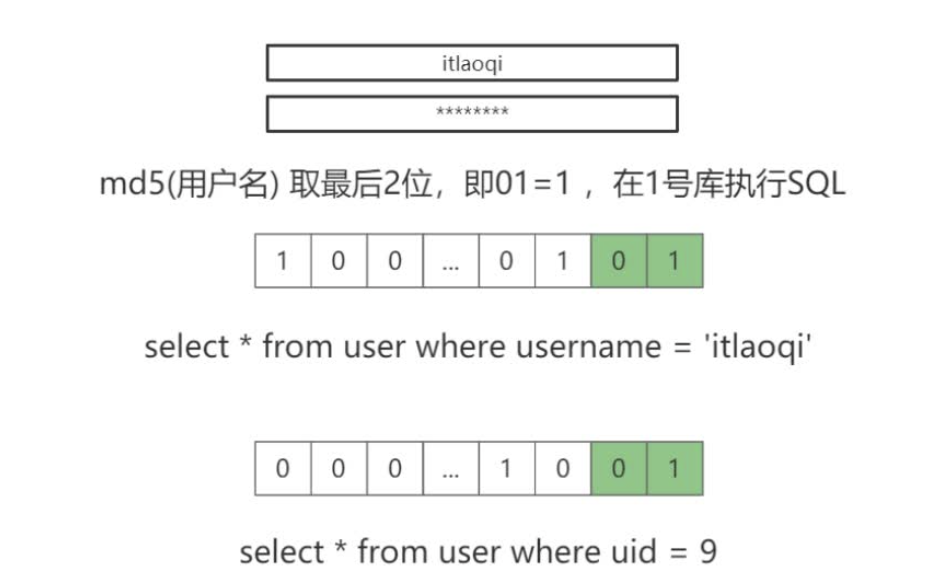 itlaoqi
********
md5(用户名) 取最后2位，即01=1 ，在1号库执行SQL
1 0 0 ... 0 1 0 1
select * from user where username = 'itlaoqi'
0 0 0 ... 1 0 0 1
select * from user where uid = 9